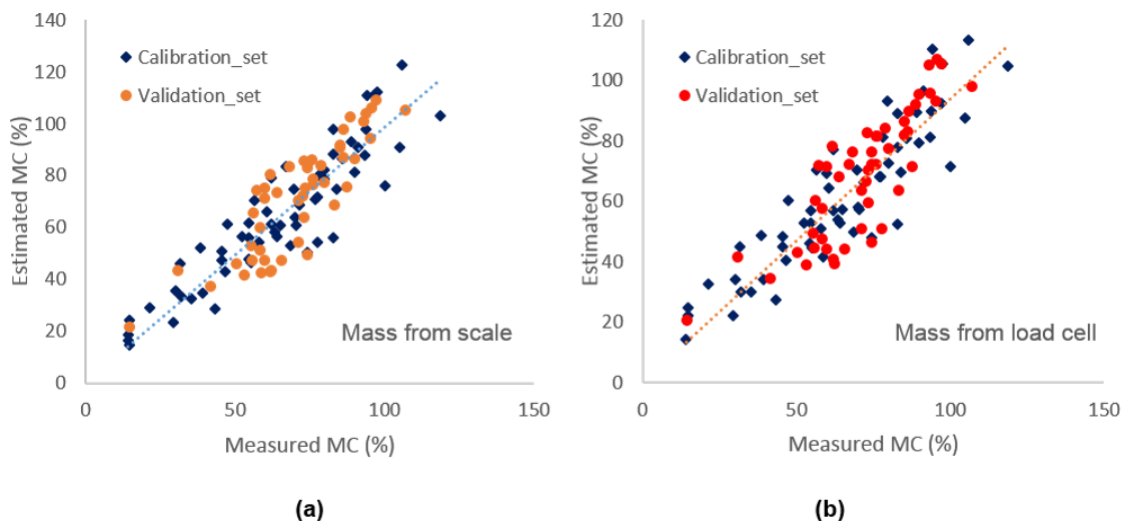 140
120
100
80
60
40
20
0
Estimated MC (%)
Calibration_set
Validation_set
Mass from scale
0 50 100 150
Measured MC (%)
(a)
120
100
80
60
40
20
0
Estimated MC (%)
Calibration_set
Validation_set
Mass from load cell
0 50 100 150
Measured MC (%)
(b)